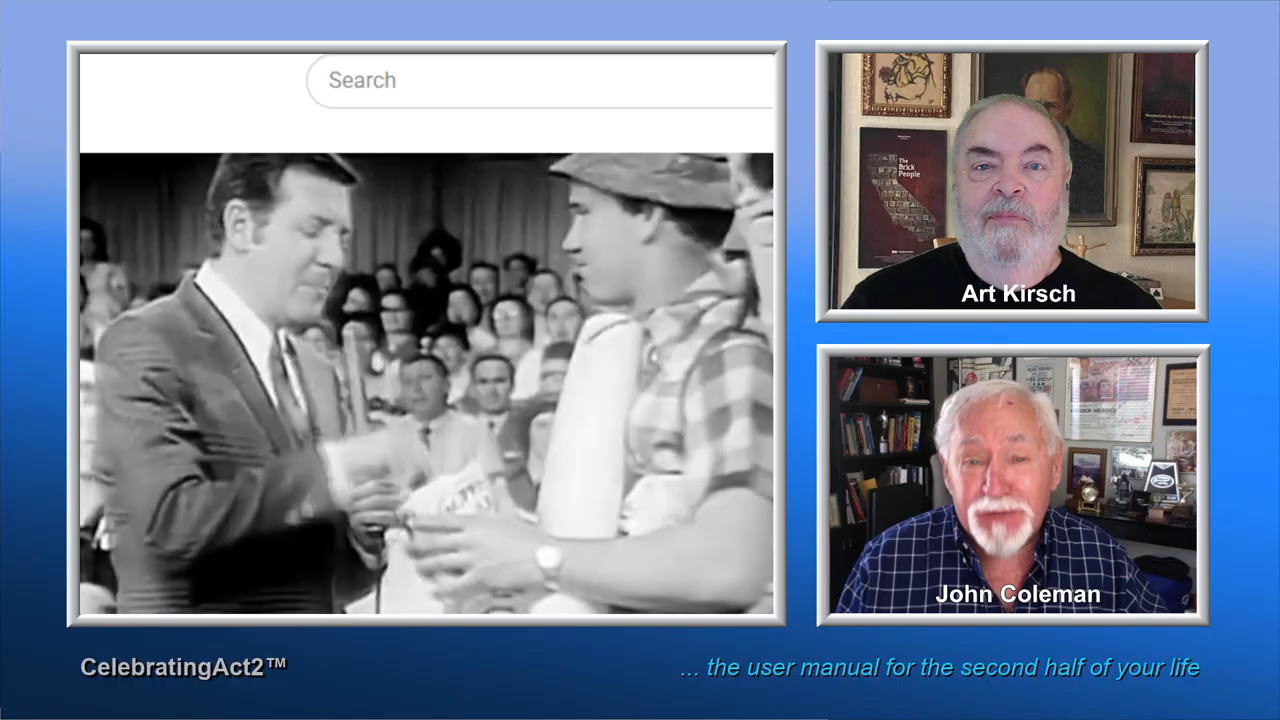 Search
The
Brick
People
Art Kirsch
John Coleman
CelebratingAct2™
... the user manual for the second half of your life